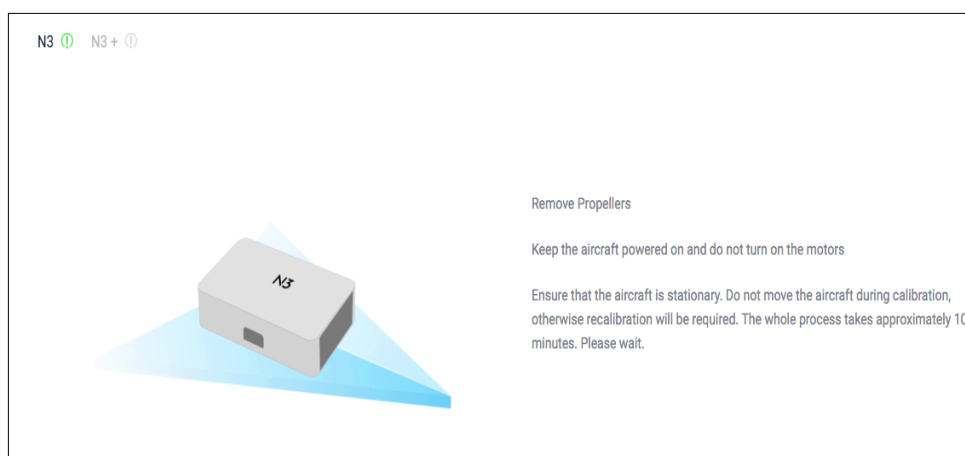 N3 N3 +
N3
Remove Propellers
Keep the aircraft powered on and do not turn on the motors
Ensure that the aircraft is stationary. Do not move the aircraft during calibration,
otherwise recalibration will be required. The whole process takes approximately 10
minutes. Please wait.